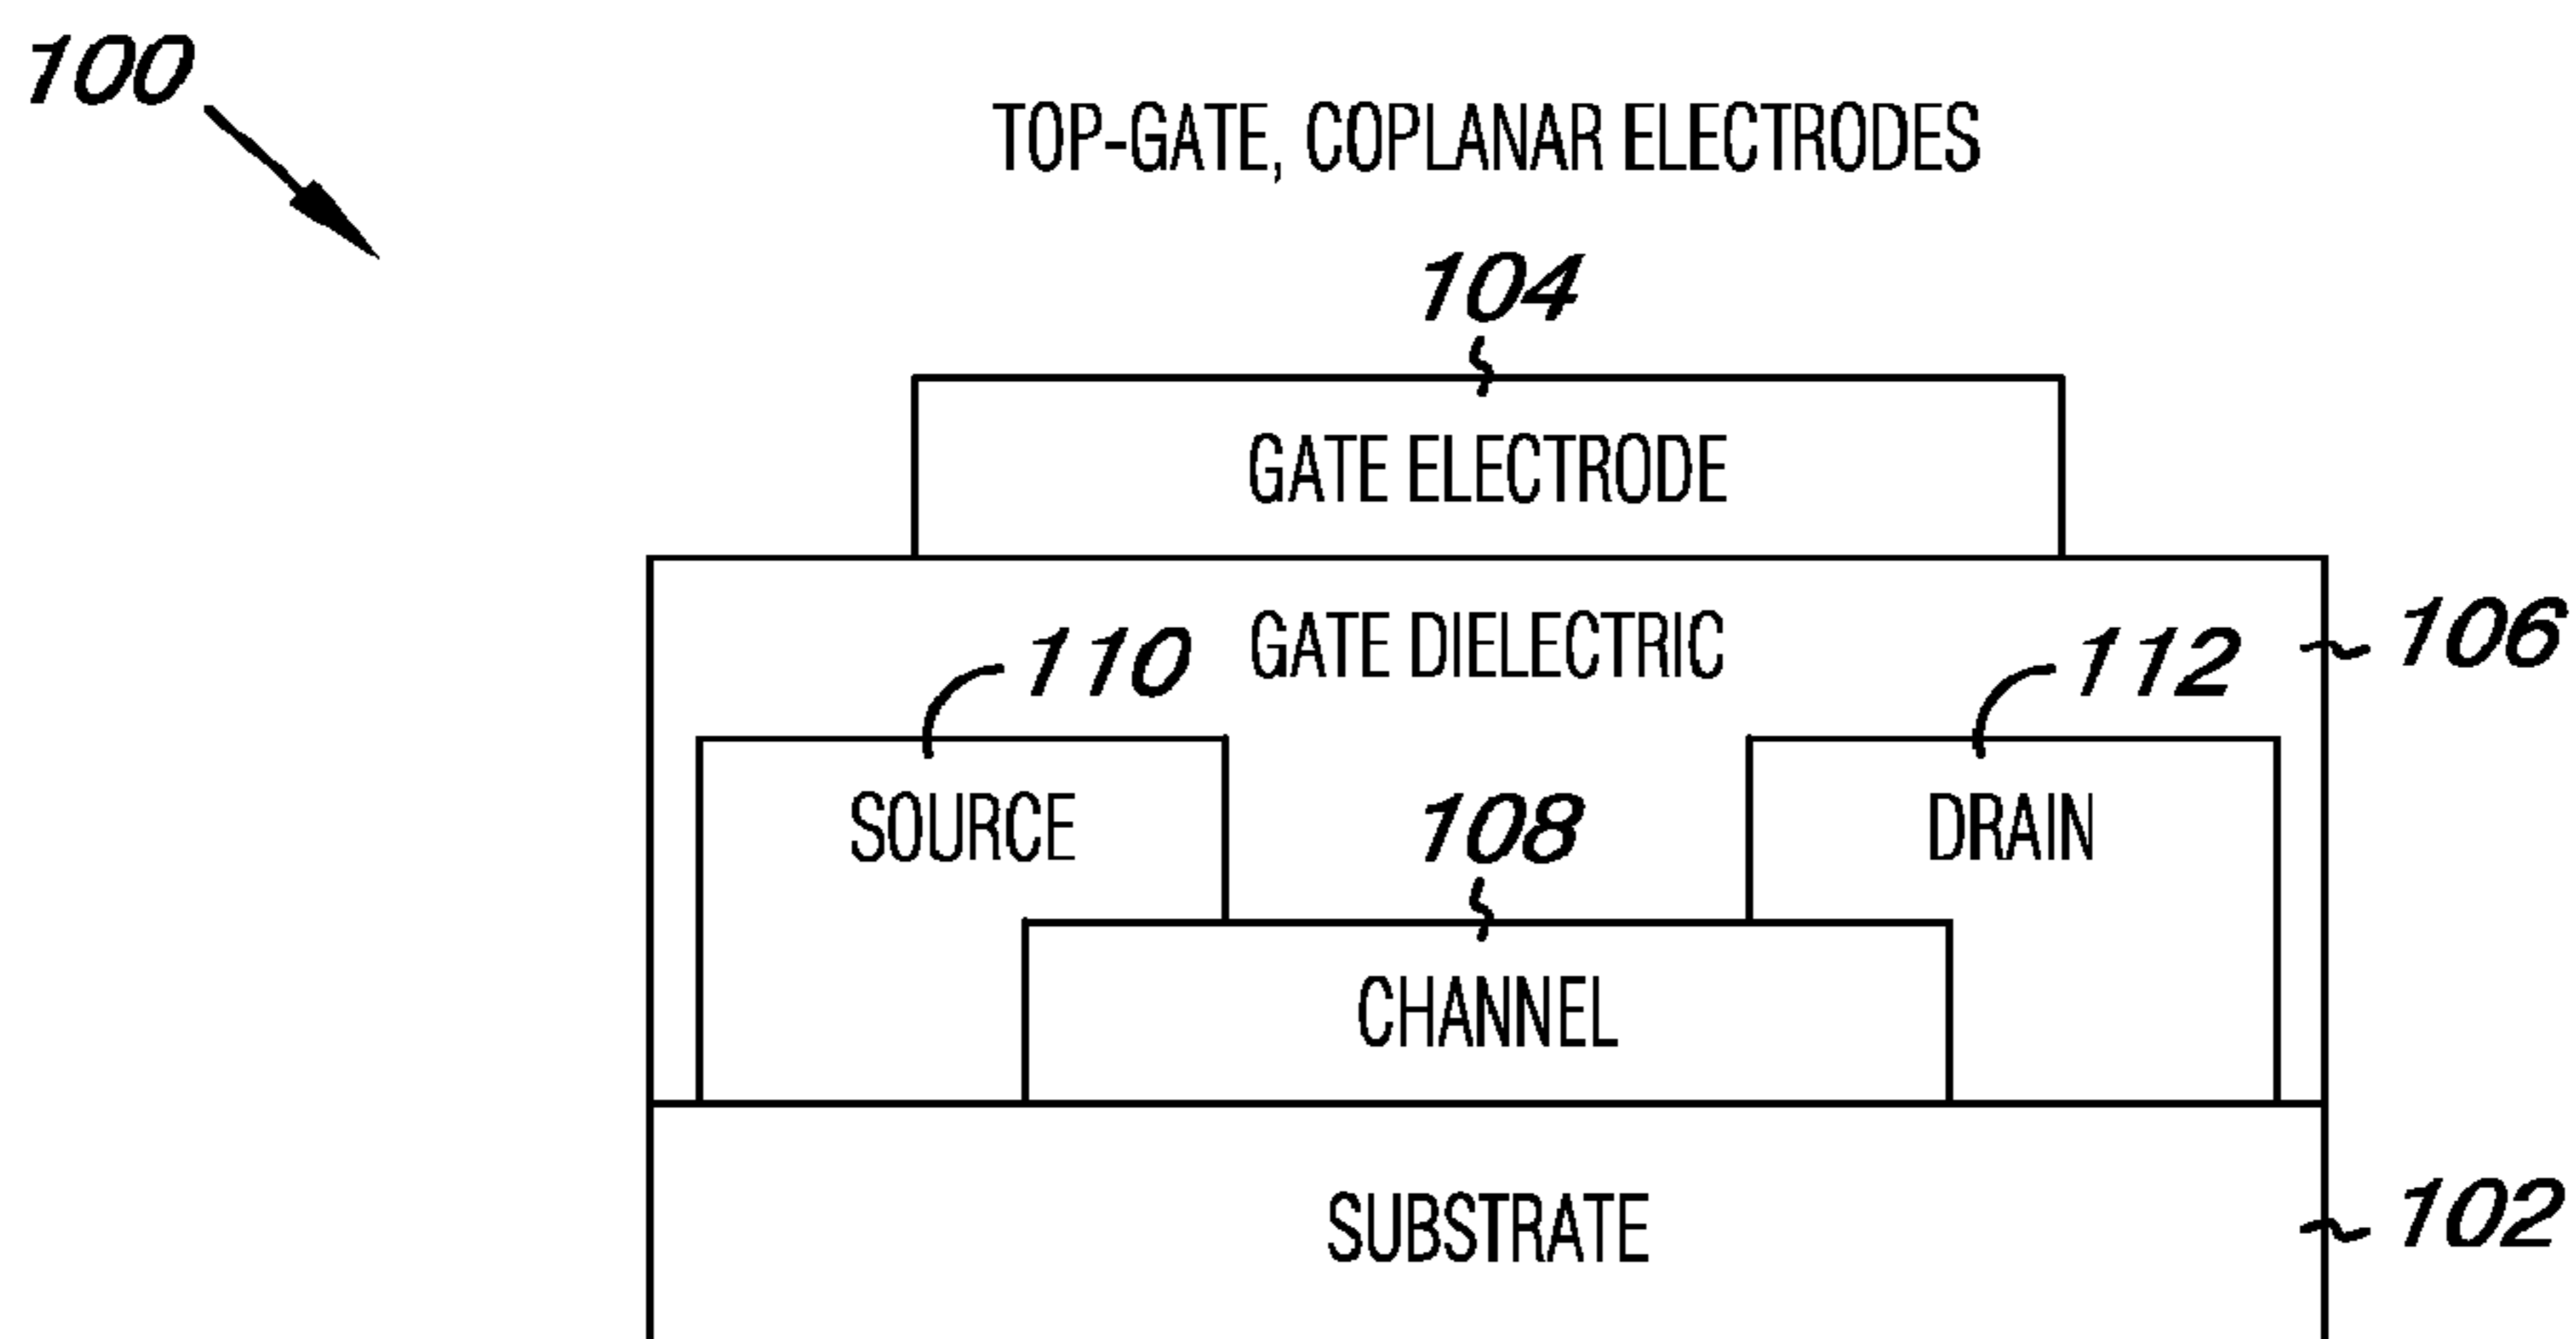 100
TOP-GATE, COPLANAR ELECTRODES
104
GATE ELECTRODE
GATE DIELECTRIC
106
110
112
SOURCE
108
DRAIN
CHANNEL
SUBSTRATE
102